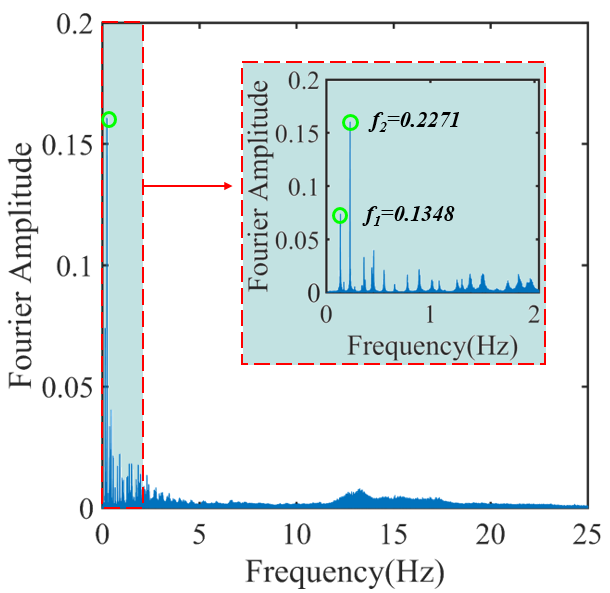 0.2
0.15
0.1
0.05
0
Fourier Amplitude
0 5 10 15 20 25
Frequency(Hz)
0.2
0.15
0.1
0.05
0
Fourier Amplitude
f₂=0.2271
f₁=0.1348
0 1 2
Frequency(Hz)